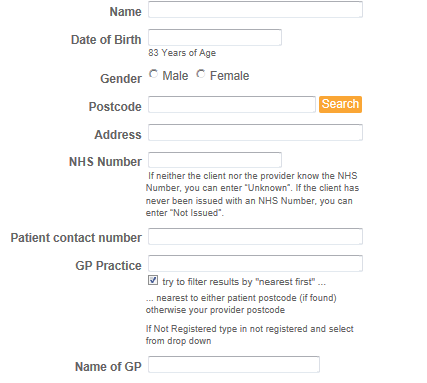 Name
Date of Birth
83 Years of Age
Gender Male Female
Postcode Search
Address
NHS Number
If neither the client nor the provider know the NHS
Number, you can enter "Unknown". If the client has
never been issued with an NHS Number, you can
enter "Not Issued".
Patient contact number
GP Practice
try to filter results by "nearest first" ...
... nearest to either patient postcode (if found)
otherwise your provider postcode
If Not Registered type in not registered and select
from drop down
Name of GP